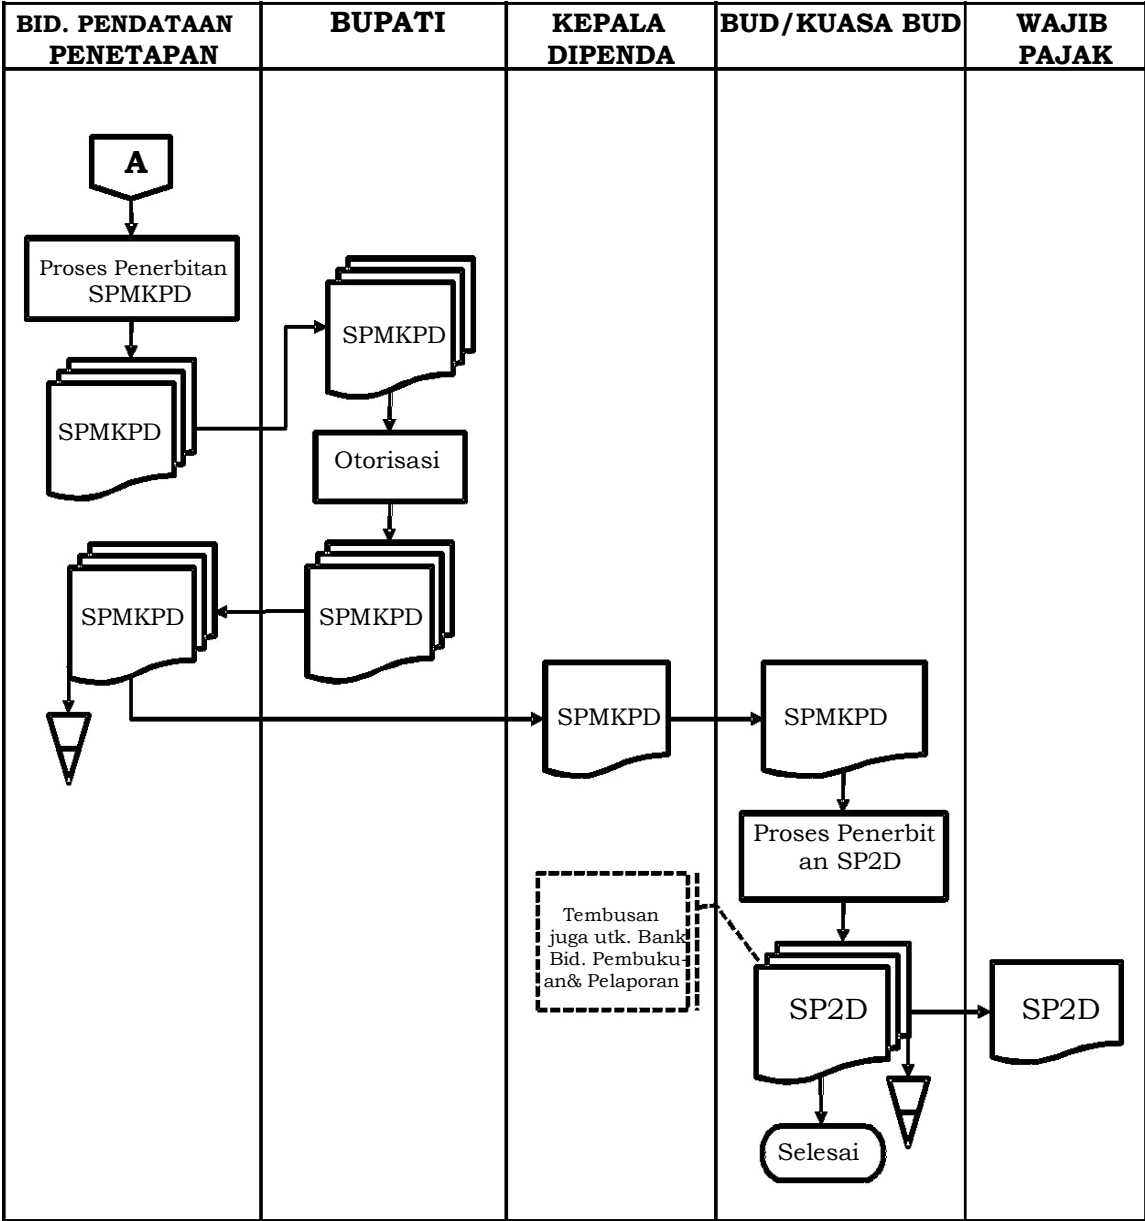 BID. PENDATAAN
PENETAPAN
BUPATI
KEPALA
DIPENDA
BUD/KUASA BUD
WAJIB
PAJAK
A
Proses Penerbitan
SPMKPD
SPMKPD
SPMKPD
Otorisasi
SPMKPD
SPMKPD
SPMKPD
SPMKPD
Proses Penerbit
an SP2D
Tembusan
juga utk. Bank
Bid. Pembuku-
an& Pelaporan
SP2D
SP2D
Selesai